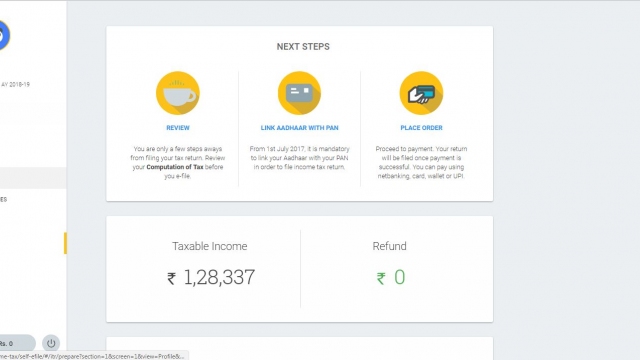 AY 2018-19
NEXT STEPS
REVIEW
You are only a few steps aways
from filing your tax return. Review
your Computation of Tax before
you e-file.
LINK AADHAAR WITH PAN
From 1st July 2017, it is mandatory
to link your Aadhaar with your PAN
in order to file income tax return.
PLACE ORDER
Proceed to payment. Your return
will be filed once payment is
successful. You can pay using
netbanking, card, wallet or UPI.
ES
Taxable Income
₹ 1,28,337
Refund
₹ 0
Rs. 0
me-tax/self-efile/#/itr/prepare?section=1&screen=1&view=Profile&...